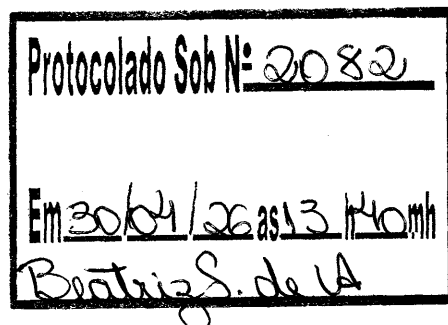 Protocolado Sob Nº 2082
Em 30/04/26 as 13 h40mh
Beatriz S. de